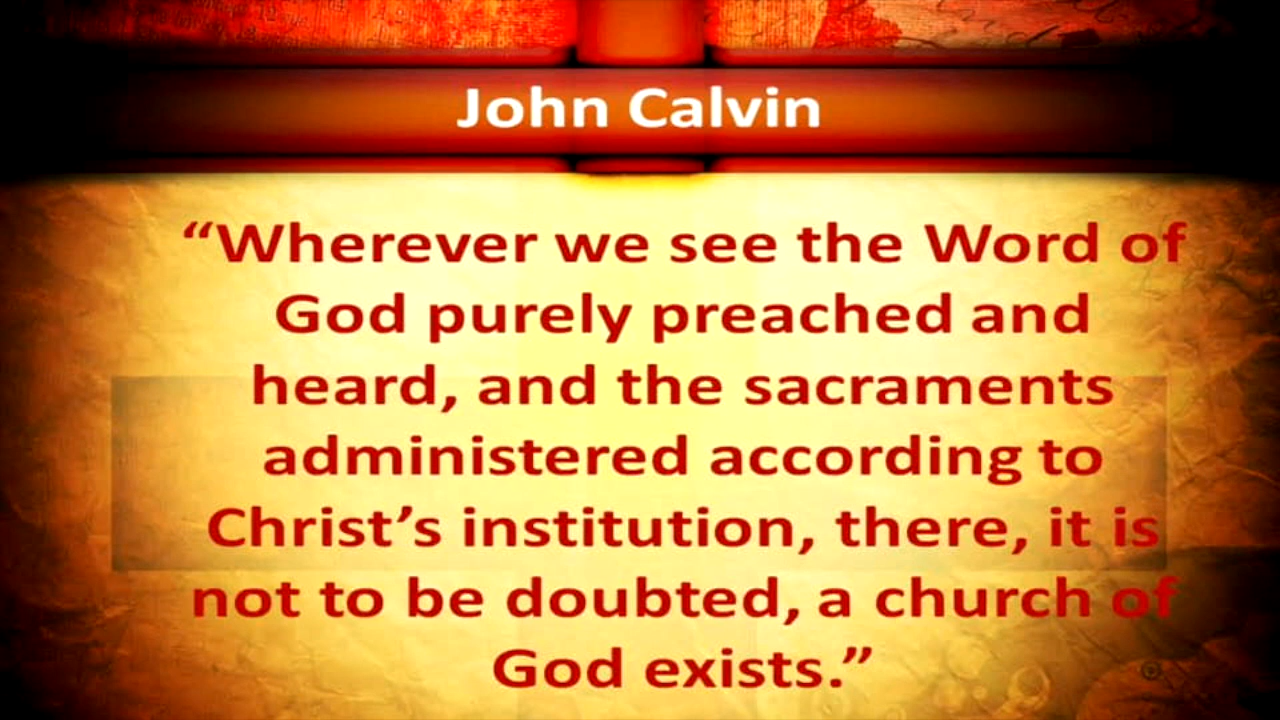 John Calvin
“Wherever we see the Word of
God purely preached and
heard, and the sacraments
administered according to
Christ’s institution, there, it is
not to be doubted, a church of
God exists.”